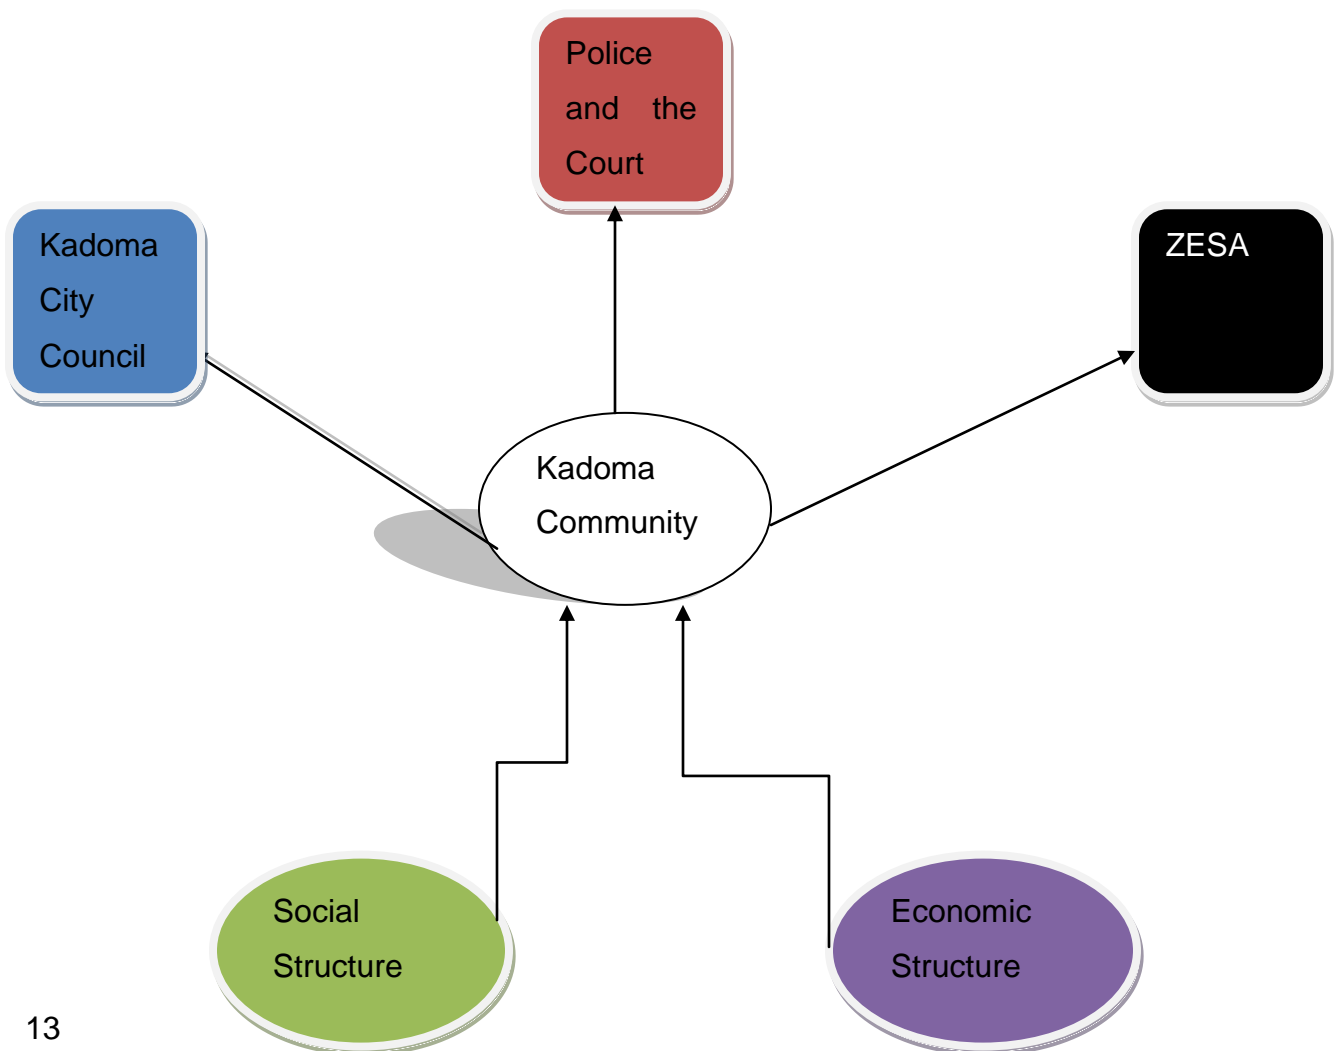 Police
and the
Court
Kadoma
City
Council
ZESA
Kadoma
Community
Social
Structure
Economic
Structure
13